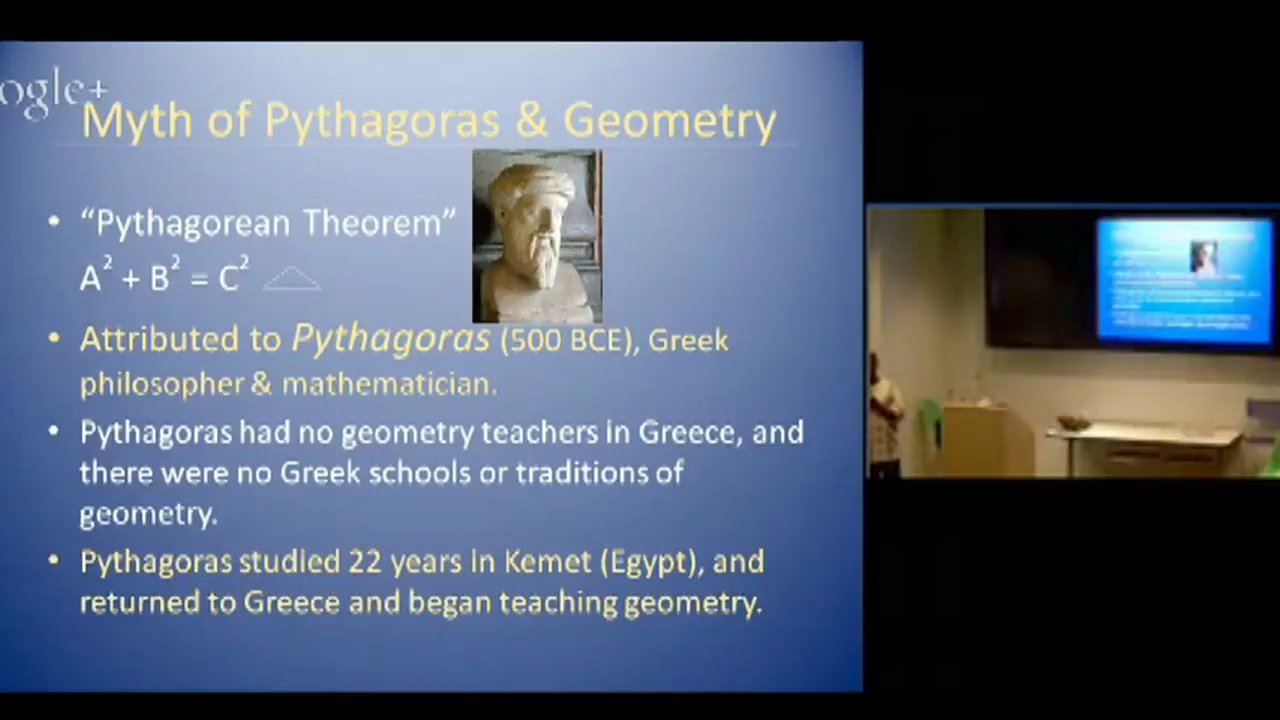 ogle+
Myth of Pythagoras & Geometry
• “Pythagorean Theorem”
A² + B² = C²
• Attributed to Pythagoras (500 BCE), Greek
philosopher & mathematician.
• Pythagoras had no geometry teachers in Greece, and
there were no Greek schools or traditions of
geometry.
• Pythagoras studied 22 years in Kemet (Egypt), and
returned to Greece and began teaching geometry.